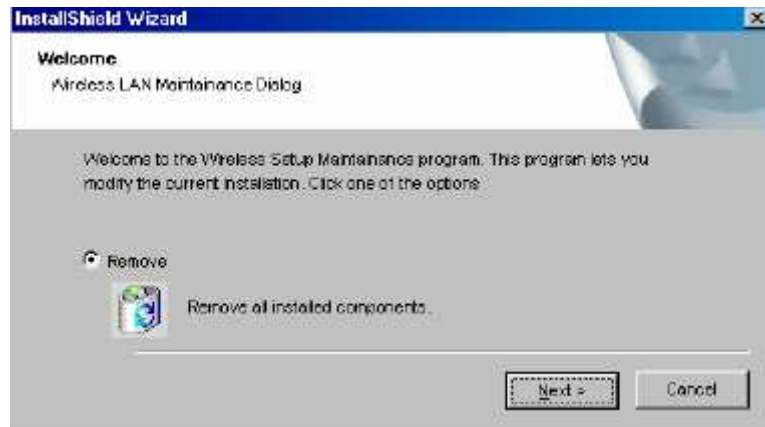 InstallShield Wizard
Welcome
Wireless LAN Maintainance Dialog
Welcome to the Wireless Setup Maintainance program. This program lets you
modify the current installation. Click one of the options
Remove
Remove all installed components.
Next >
Cancel